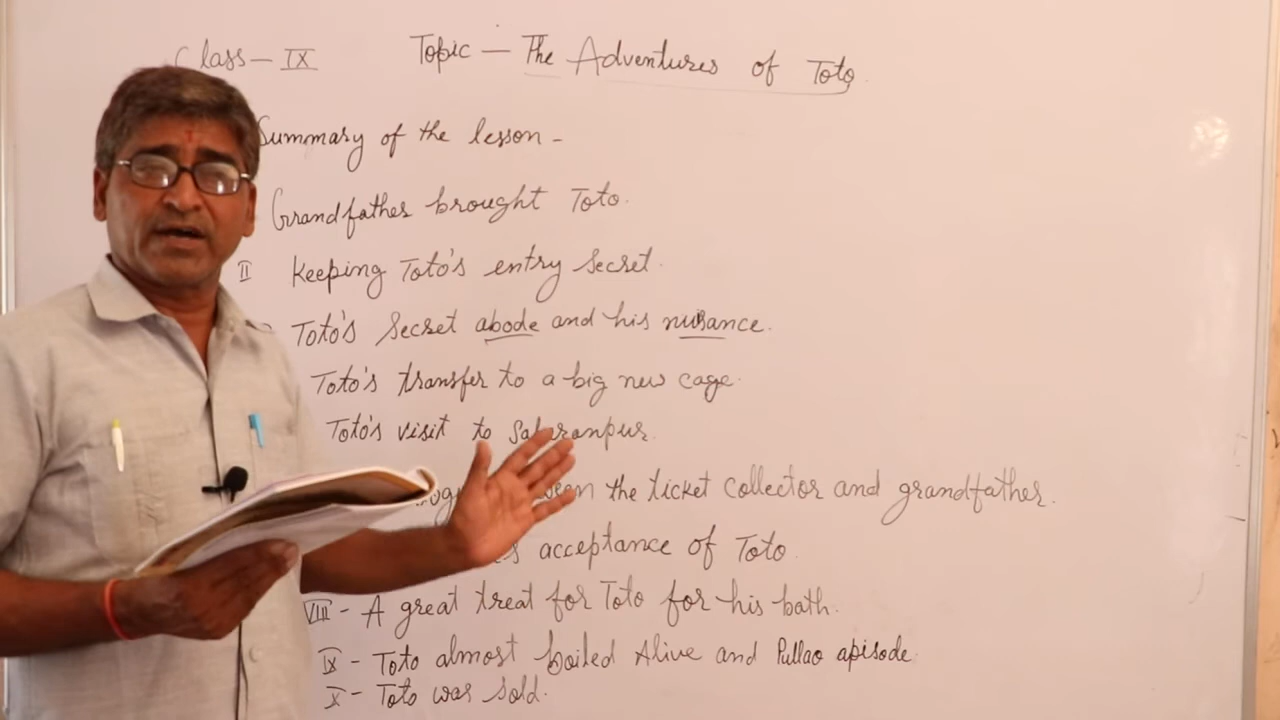 Class - IX Topic - The Adventures of Toto
Summary of the lesson -
Grandfather brought Toto.
II Keeping Toto's entry secret.
Toto's secret abode and his nuisance.
Toto's transfer to a big new cage.
Toto's visit to Saharanpur.
the ticket collector and grandfather.
acceptance of Toto.
VIII - A great treat for Toto for his bath.
IX - Toto almost boiled Alive and Pullao apisode
X - Toto was sold.